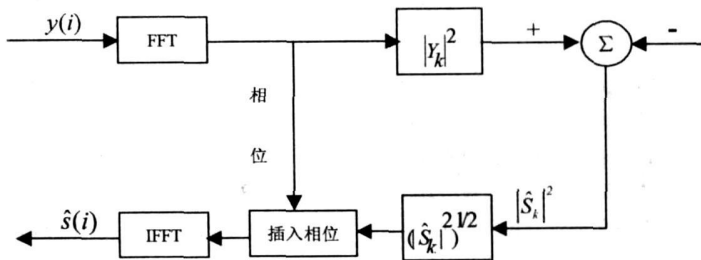 y(i)
FFT
|Y_k|^2
+
Σ
-
相
位
|Ŝ_k|^2
ŝ(i)
IFFT
插入相位
(|Ŝ_k|^2)^{1/2}